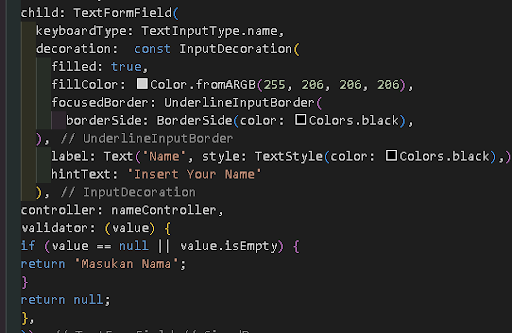 child: TextFormField(
keyboardType: TextInputType.name,
decoration:  const InputDecoration(
filled: true,
fillColor: Color.fromARGB(255, 206, 206, 206),
focusedBorder: UnderlineInputBorder(
borderSide: BorderSide(color: Colors.black),
), // UnderlineInputBorder
label: Text('Name', style: TextStyle(color: Colors.black),)
hintText: 'Insert Your Name'
), // InputDecoration
controller: nameController,
validator: (value) {
if (value == null || value.isEmpty) {
return 'Masukan Nama';
}
return null;
},